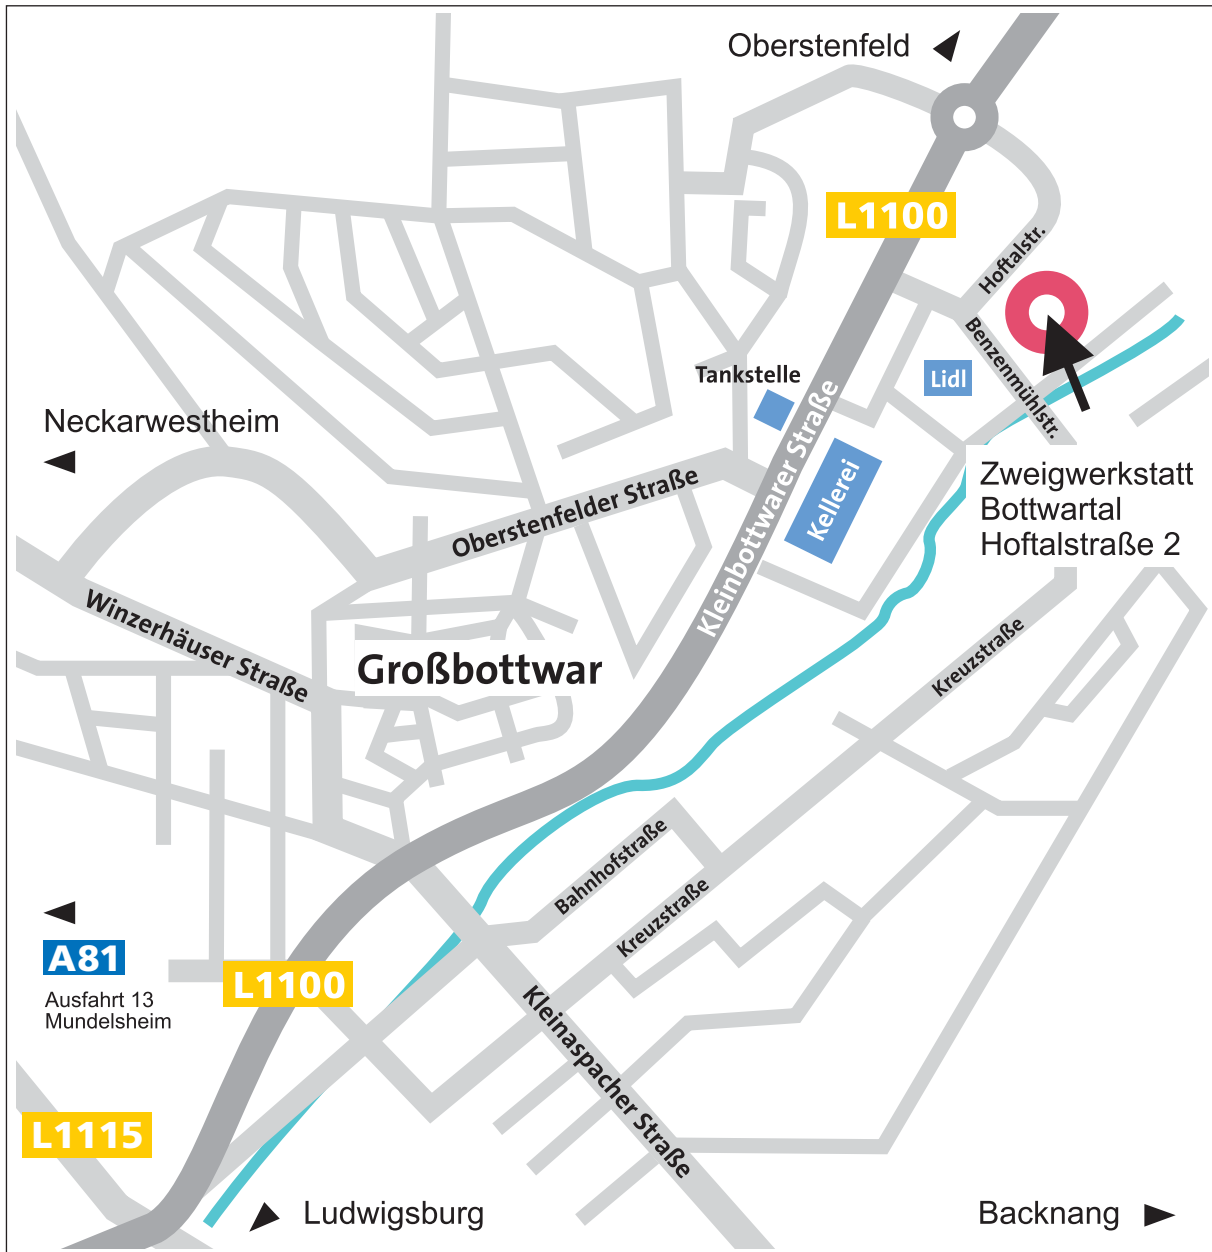 Oberstenfeld
L1100
Hoftalstr.
Benzenmühlstr.
Tankstelle
Lidl
Neckarwestheim
Kleinbottwarer Straße
Kellerei
Oberstenfelder Straße
Zweigwerkstatt
Bottwartal
Hoftalstraße 2
Winzerhäuser Straße
Großbottwar
Kreuzstraße
Bahnhofstraße
Kreuzstraße
A81
Ausfahrt 13
Mundelsheim
L1100
Kleinaspacher Straße
L1115
Ludwigsburg
Backnang